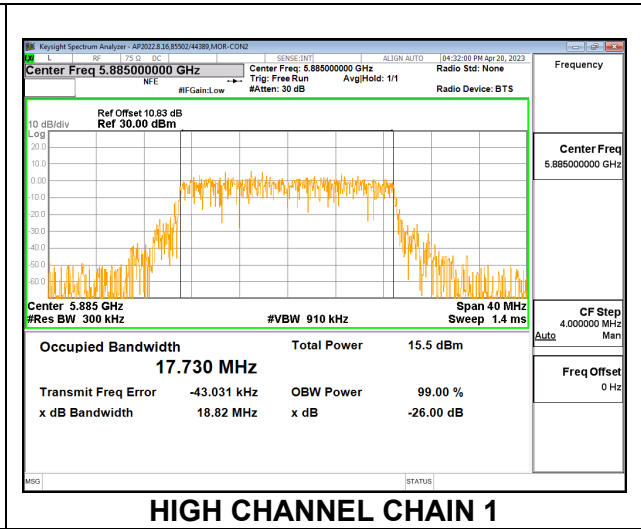 Keysight Spectrum Analyzer - AP2022.8.16,85502/44389,MOR-CON2
L RF 75 Ω DC SENSE:INT ALIGN AUTO 04:32:00 PM Apr 20, 2023
Center Freq 5.885000000 GHz
NFE
#IFGain:Low
Center Freq: 5.885000000 GHz
Trig: Free Run Avg|Hold: 1/1
#Atten: 30 dB
Radio Std: None
Radio Device: BTS
Frequency
Ref Offset 10.83 dB
10 dB/div Ref 30.00 dBm
Log
20.0
10.0
0.00
-10.0
-20.0
-30.0
-40.0
-50.0
-60.0
Center Freq
5.885000000 GHz
Center 5.885 GHz Span 40 MHz
#Res BW 300 kHz #VBW 910 kHz Sweep 1.4 ms
CF Step
4.000000 MHz
Auto Man
Occupied Bandwidth Total Power 15.5 dBm
17.730 MHz
Transmit Freq Error -43.031 kHz OBW Power 99.00 %
x dB Bandwidth 18.82 MHz x dB -26.00 dB
Freq Offset
0 Hz
MSG STATUS
HIGH CHANNEL CHAIN 1